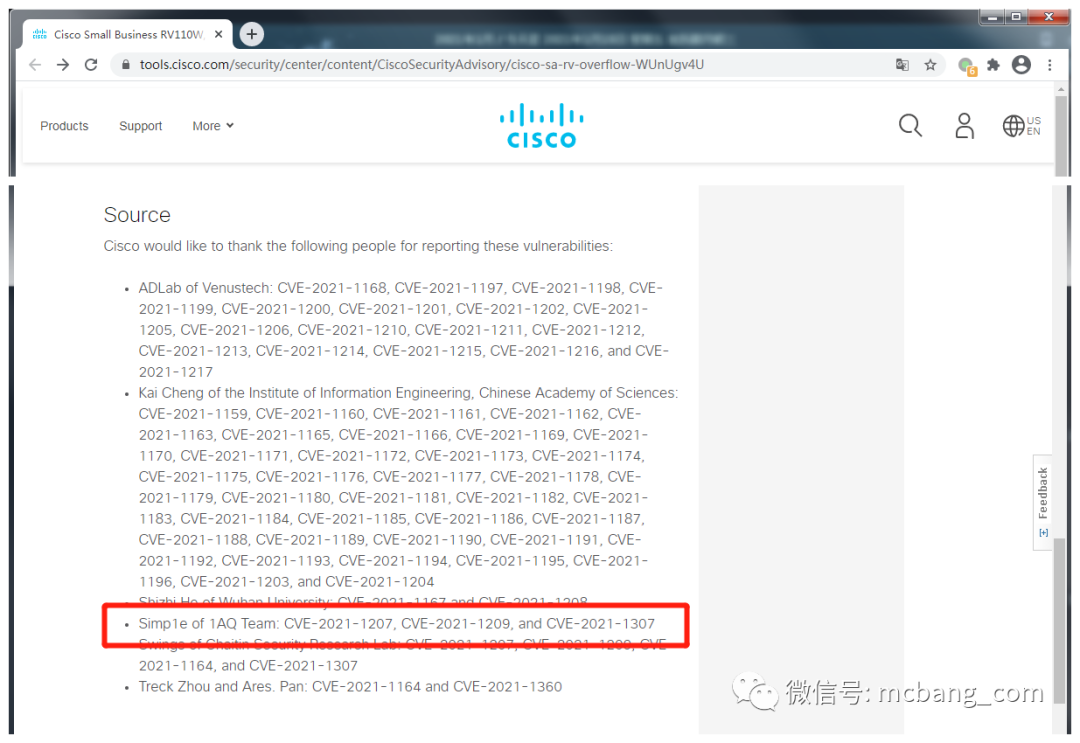 Cisco Small Business RV110W
tools.cisco.com/security/center/content/CiscoSecurityAdvisory/cisco-sa-rv-overflow-WUnUgv4U
6
Products Support More
CISCO
US
EN
Source
Cisco would like to thank the following people for reporting these vulnerabilities:
• ADLab of Venustech: CVE-2021-1168, CVE-2021-1197, CVE-2021-1198, CVE-
2021-1199, CVE-2021-1200, CVE-2021-1201, CVE-2021-1202, CVE-2021-
1205, CVE-2021-1206, CVE-2021-1210, CVE-2021-1211, CVE-2021-1212,
CVE-2021-1213, CVE-2021-1214, CVE-2021-1215, CVE-2021-1216, and CVE-
2021-1217
• Kai Cheng of the Institute of Information Engineering, Chinese Academy of Sciences:
CVE-2021-1159, CVE-2021-1160, CVE-2021-1161, CVE-2021-1162, CVE-
2021-1163, CVE-2021-1165, CVE-2021-1166, CVE-2021-1169, CVE-2021-
1170, CVE-2021-1171, CVE-2021-1172, CVE-2021-1173, CVE-2021-1174,
CVE-2021-1175, CVE-2021-1176, CVE-2021-1177, CVE-2021-1178, CVE-
2021-1179, CVE-2021-1180, CVE-2021-1181, CVE-2021-1182, CVE-2021-
1183, CVE-2021-1184, CVE-2021-1185, CVE-2021-1186, CVE-2021-1187,
CVE-2021-1188, CVE-2021-1189, CVE-2021-1190, CVE-2021-1191, CVE-
2021-1192, CVE-2021-1193, CVE-2021-1194, CVE-2021-1195, CVE-2021-
1196, CVE-2021-1203, and CVE-2021-1204
• Shizhi He of Wuhan University: CVE-2021-1167 and CVE-2021-1208
• Simp1e of 1AQ Team: CVE-2021-1207, CVE-2021-1209, and CVE-2021-1307
Swings of Chaitin Security Research Lab: CVE-2021-1207, CVE-2021-1209, CVE-
2021-1164, and CVE-2021-1307
• Treck Zhou and Ares. Pan: CVE-2021-1164 and CVE-2021-1360
Feedback
[+]
微信号: mcbang_com